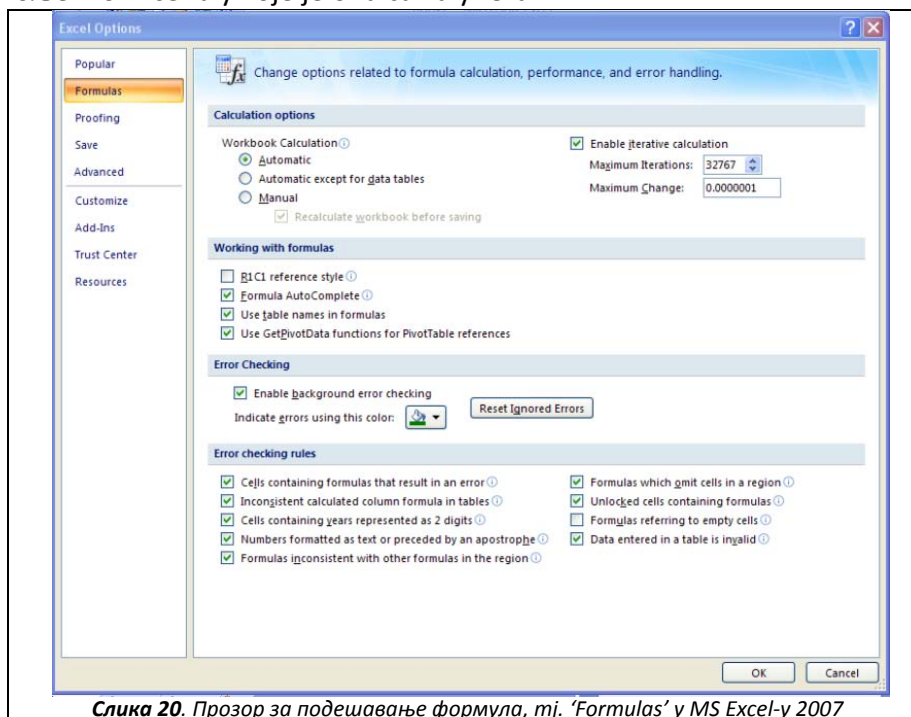 Excel Options
Popular
Formulas
Proofing
Save
Advanced
Customize
Add-Ins
Trust Center
Resources
Change options related to formula calculation, performance, and error handling.
Calculation options
Workbook Calculation
Automatic
Automatic except for data tables
Manual
Recalculate workbook before saving
Enable iterative calculation
Maximum Iterations: 32767
Maximum Change: 0.0000001
Working with formulas
R1C1 reference style
Formula AutoComplete
Use table names in formulas
Use GetPivotData functions for PivotTable references
Error Checking
Enable background error checking
Indicate errors using this color:
Reset Ignored Errors
Error checking rules
Cells containing formulas that result in an error
Inconsistent calculated column formula in tables
Cells containing years represented as 2 digits
Numbers formatted as text or preceded by an apostrophe
Formulas inconsistent with other formulas in the region
Formulas which omit cells in a region
Unlocked cells containing formulas
Formulas referring to empty cells
Data entered in a table is invalid
OK Cancel
Слика 20. Прозор за подешавање формула, тј. ‘Formulas’ у MS Excel-у 2007